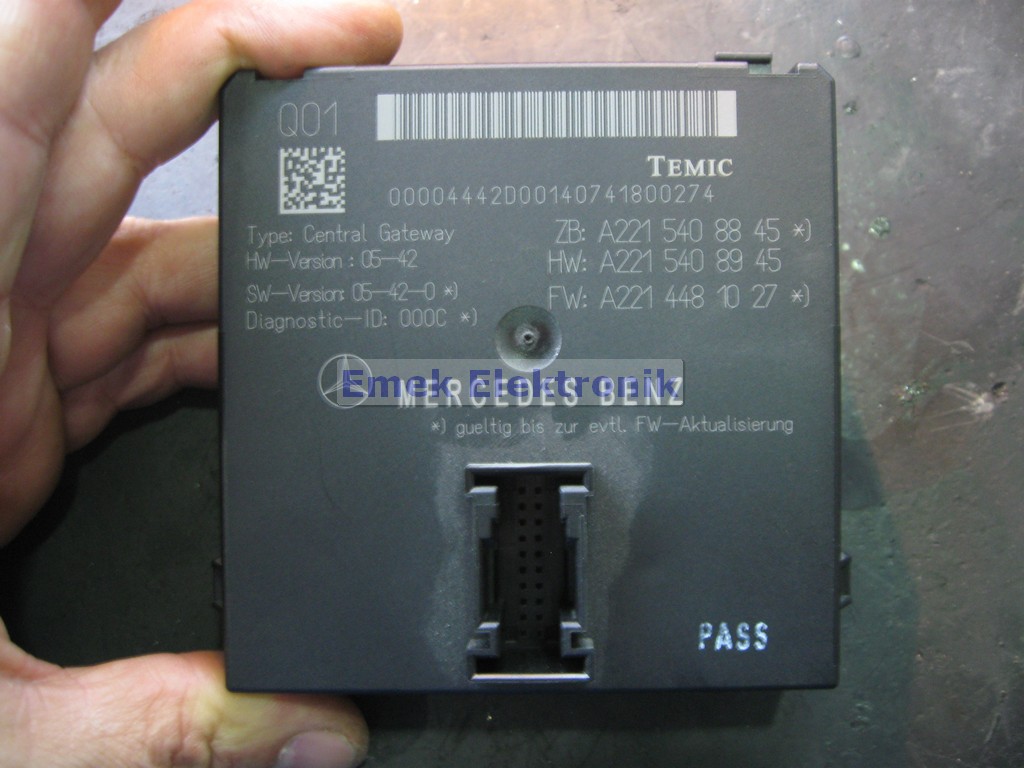 Q01
TEMIC
00004442D00140741800274
Type: Central Gateway
HW-Version : 05-42
SW-Version: 05-42-0 *)
Diagnostic-ID: 000C *)
ZB: A221 540 88 45 *)
HW: A221 540 89 45
FW: A221 448 10 27 *)
Emek Elektronik
MERCEDES BENZ
*) gueltig bis zur evtl. FW-Aktualisierung
PASS